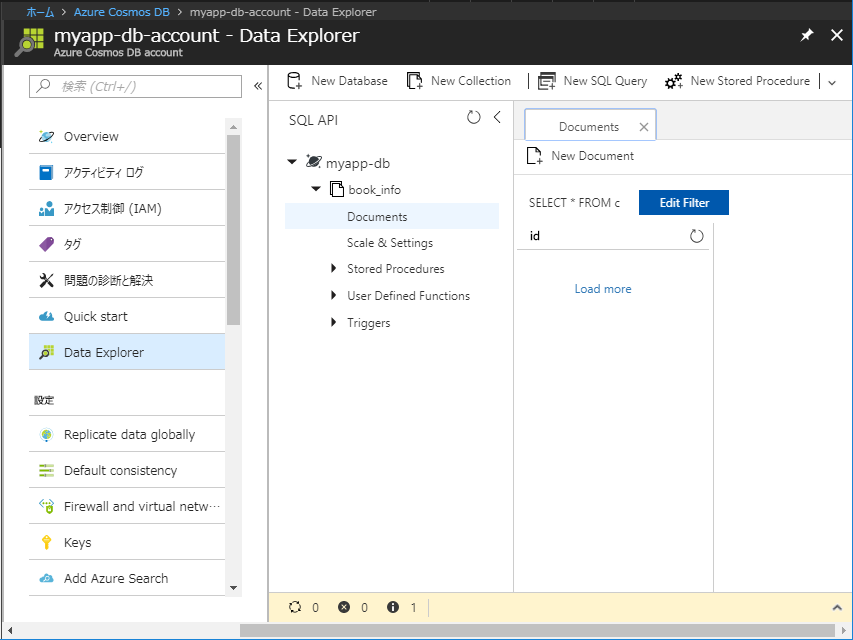 ホーム > Azure Cosmos DB > myapp-db-account - Data Explorer
myapp-db-account - Data Explorer
Azure Cosmos DB account
検索 (Ctrl+/)
Overview
アクティビティ ログ
アクセス制御 (IAM)
タグ
問題の診断と解決
Quick start
Data Explorer
設定
Replicate data globally
Default consistency
Firewall and virtual netw…
Keys
Add Azure Search
New Database
New Collection
New SQL Query
New Stored Procedure
SQL API
myapp-db
book_info
Documents
Scale & Settings
Stored Procedures
User Defined Functions
Triggers
Documents
New Document
SELECT * FROM c
Edit Filter
id
Load more
0 0 1